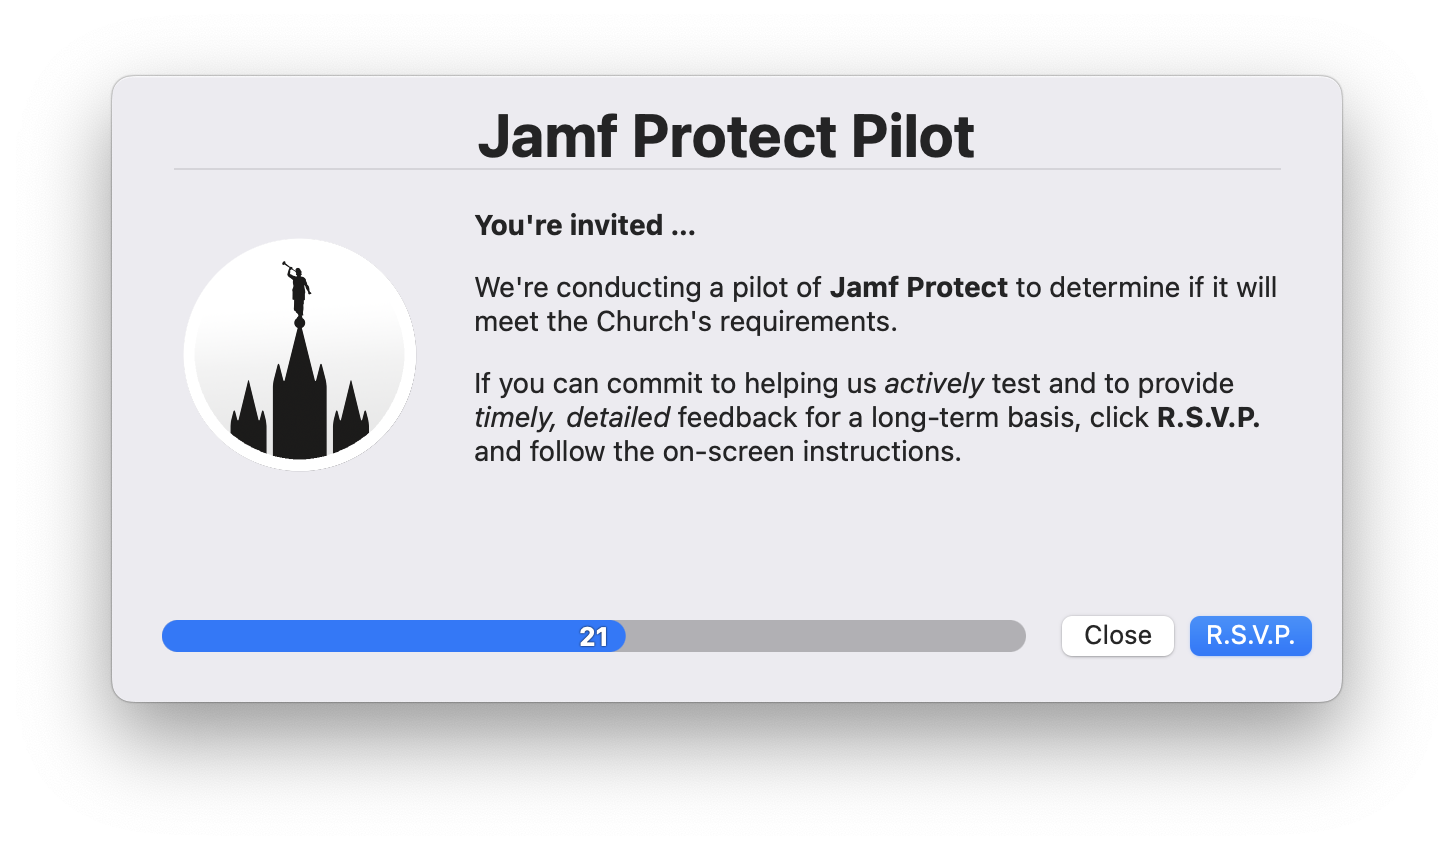 Jamf Protect Pilot
You're invited ...
We're conducting a pilot of Jamf Protect to determine if it will
meet the Church's requirements.
If you can commit to helping us actively test and to provide
timely, detailed feedback for a long-term basis, click R.S.V.P.
and follow the on-screen instructions.
21
Close
R.S.V.P.